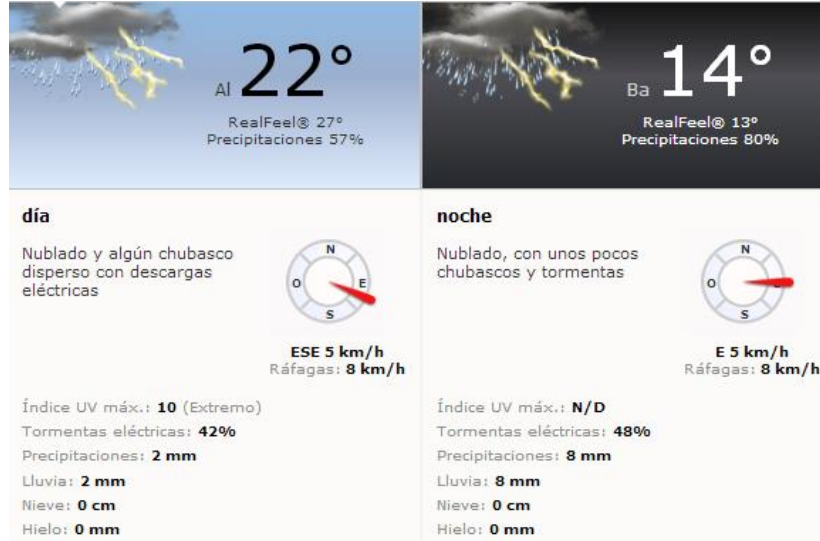 Al 22°
RealFeel® 27°
Precipitaciones 57%
día
Nublado y algún chubasco
disperso con descargas
eléctricas
N
O E
S
ESE 5 km/h
Ráfagas: 8 km/h
Índice UV máx.: 10 (Extremo)
Tormentas eléctricas: 42%
Precipitaciones: 2 mm
Lluvia: 2 mm
Nieve: 0 cm
Hielo: 0 mm
Ba 14°
RealFeel® 13°
Precipitaciones 80%
noche
Nublado, con unos pocos
chubascos y tormentas
N
O
S
E 5 km/h
Ráfagas: 8 km/h
Índice UV máx.: N/D
Tormentas eléctricas: 48%
Precipitaciones: 8 mm
Lluvia: 8 mm
Nieve: 0 cm
Hielo: 0 mm